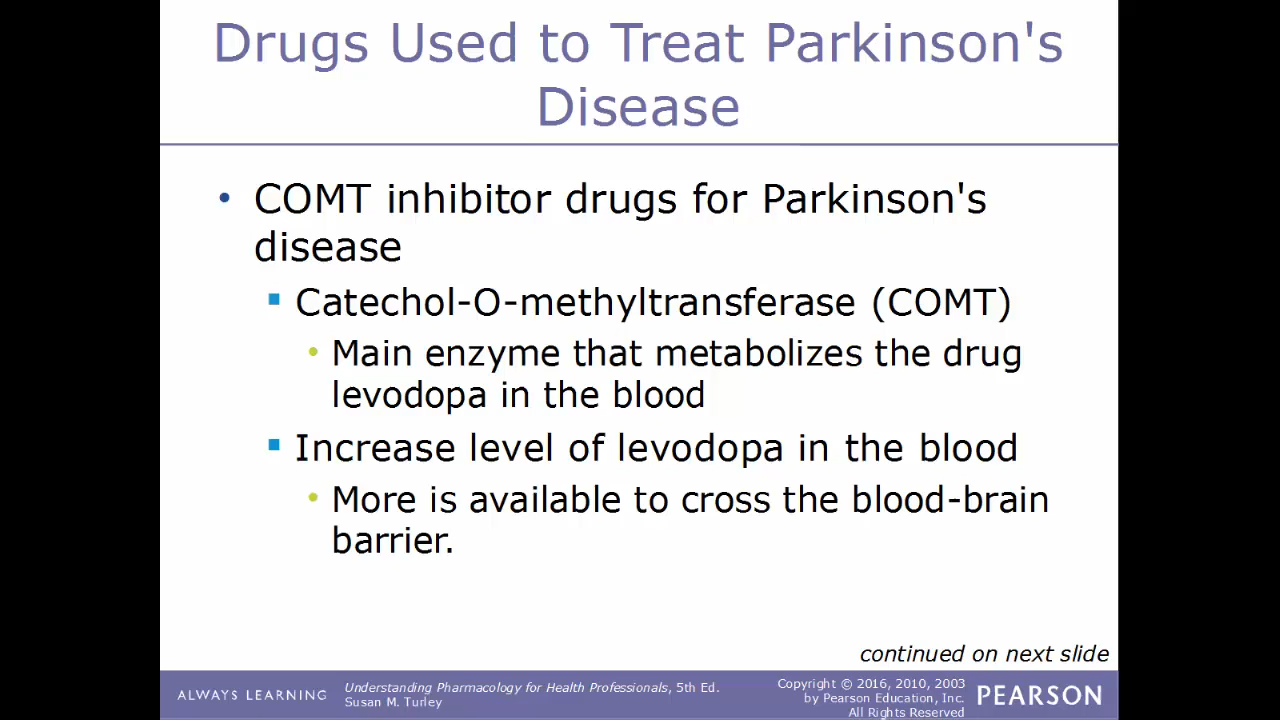 Drugs Used to Treat Parkinson's
Disease
• COMT inhibitor drugs for Parkinson's
disease
▪ Catechol-O-methyltransferase (COMT)
• Main enzyme that metabolizes the drug
levodopa in the blood
▪ Increase level of levodopa in the blood
• More is available to cross the blood-brain
barrier.
continued on next slide
ALWAYS LEARNING
Understanding Pharmacology for Health Professionals, 5th Ed.
Susan M. Turley
Copyright © 2016, 2010, 2003
by Pearson Education, Inc.
All Rights Reserved
PEARSON